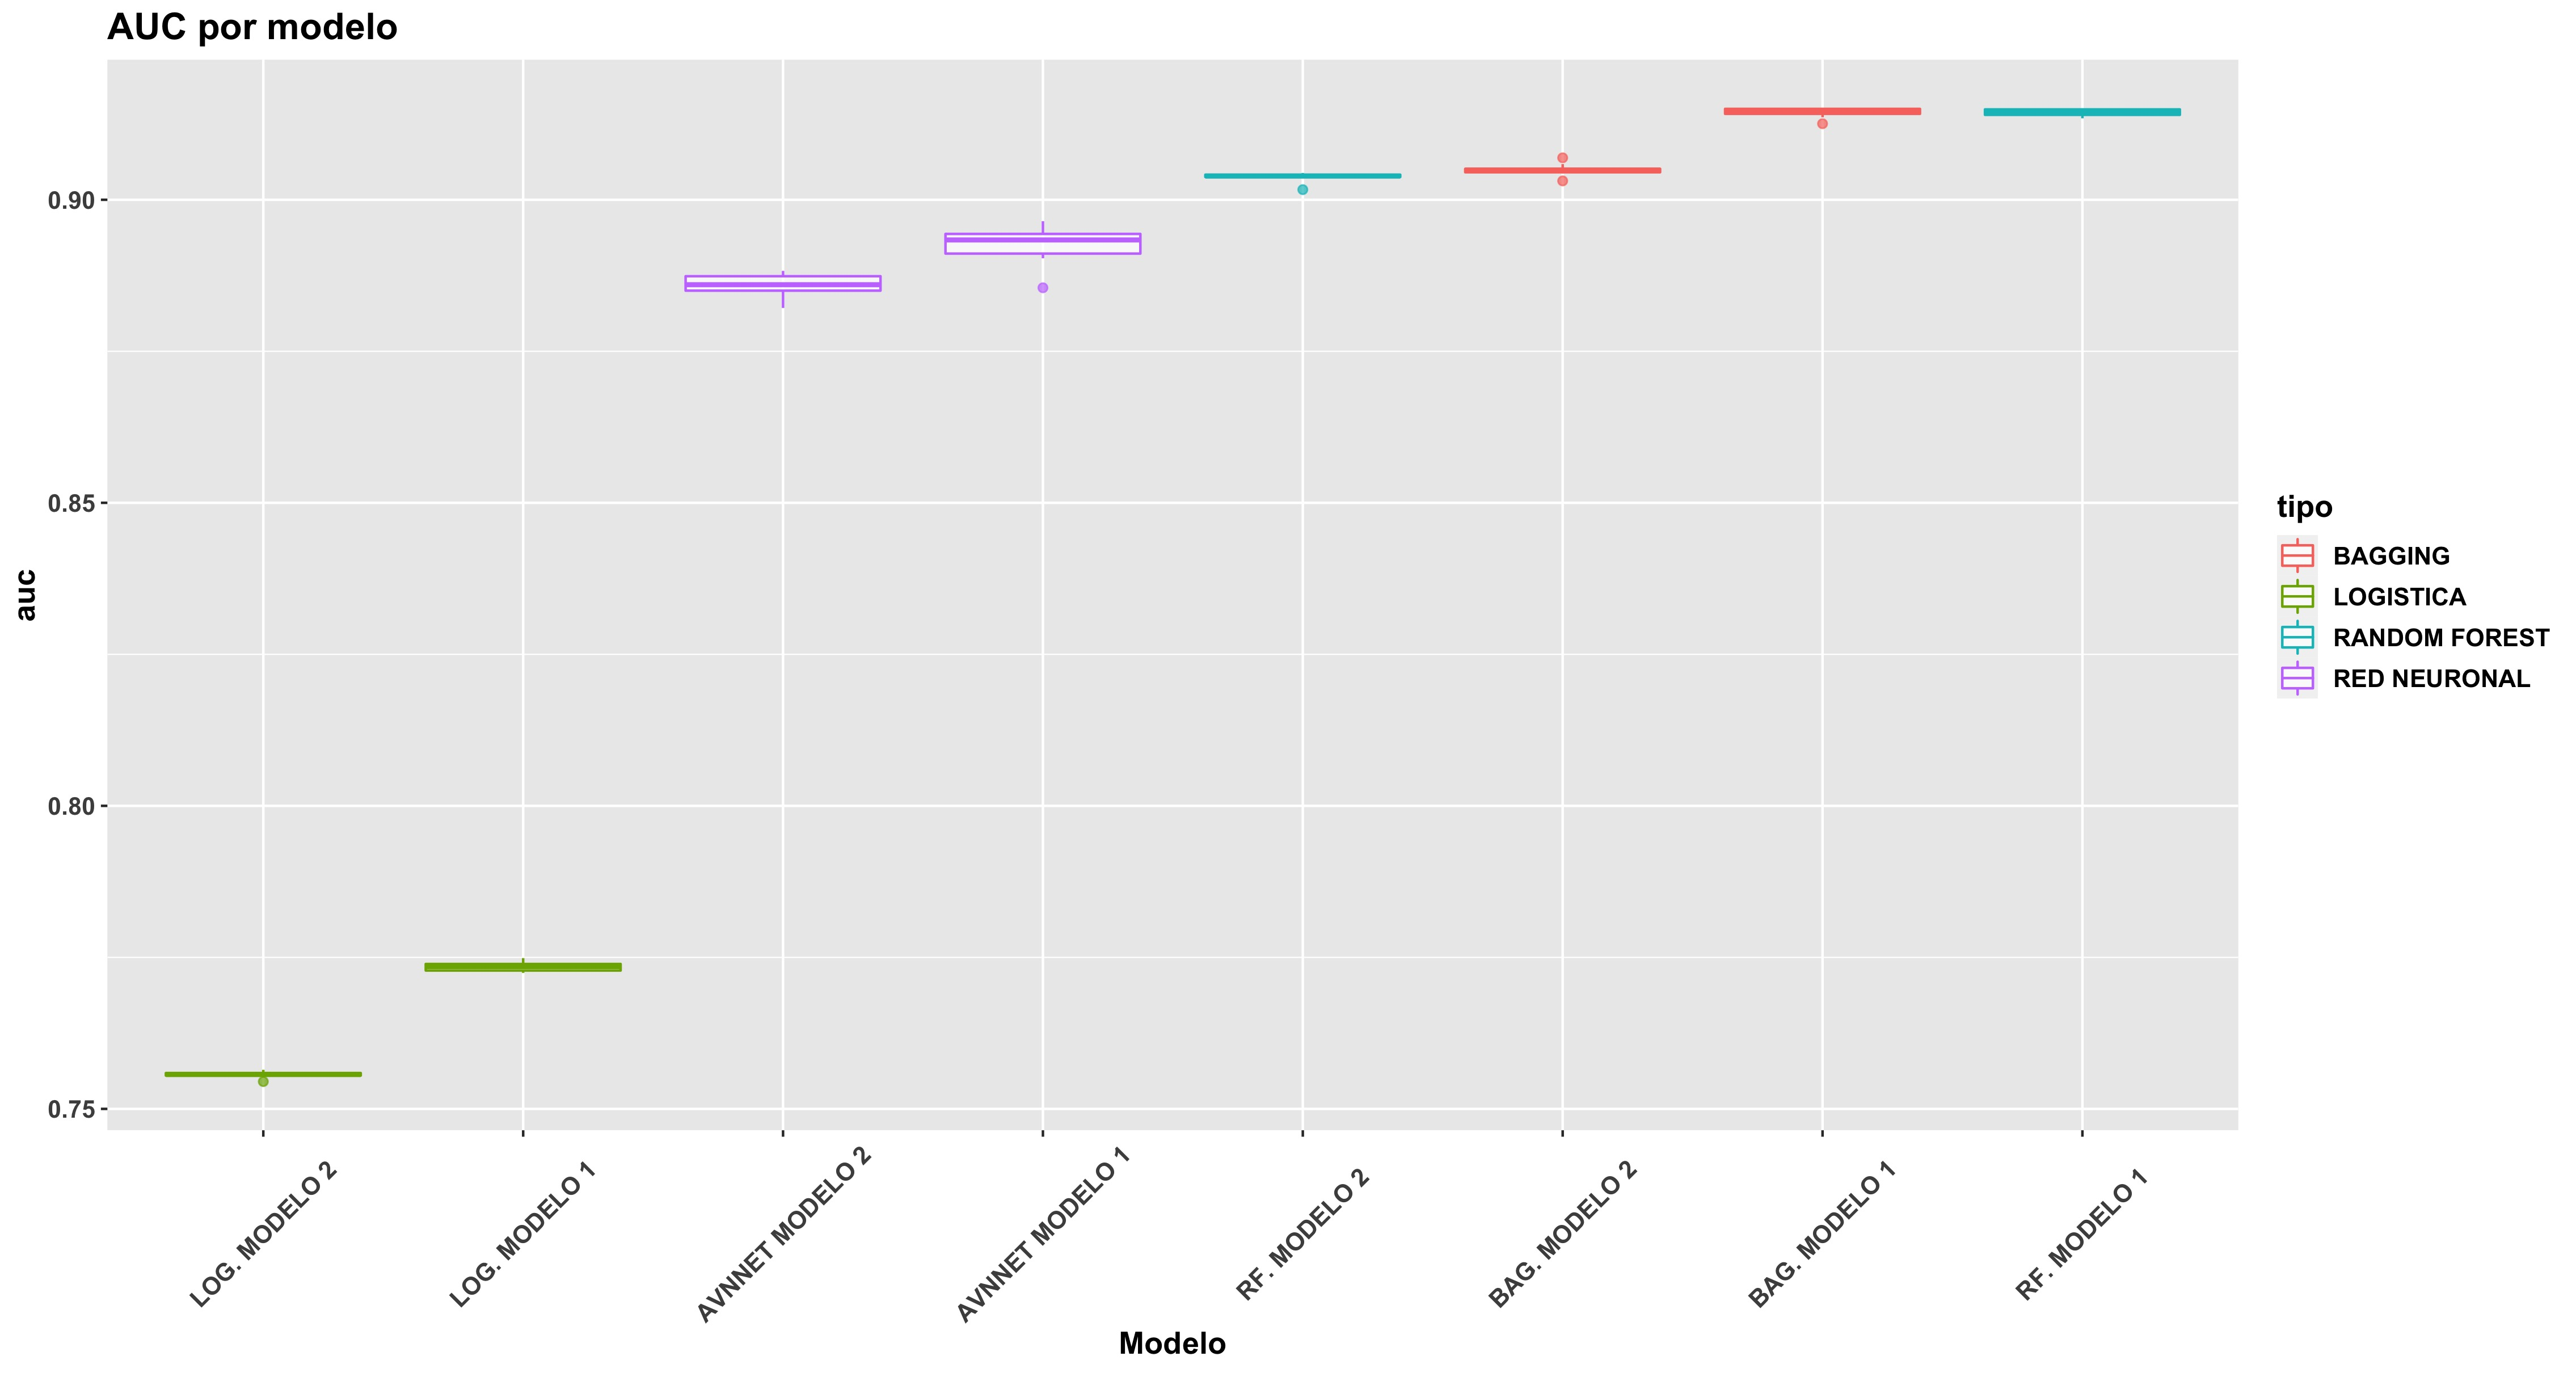 AUC por modelo
auc
0.90
0.85
0.80
0.75
LOG. MODELO 2
LOG. MODELO 1
AVNNET MODELO 2
AVNNET MODELO 1
RF. MODELO 2
BAG. MODELO 2
BAG. MODELO 1
RF. MODELO 1
Modelo
tipo
BAGGING
LOGISTICA
RANDOM FOREST
RED NEURONAL